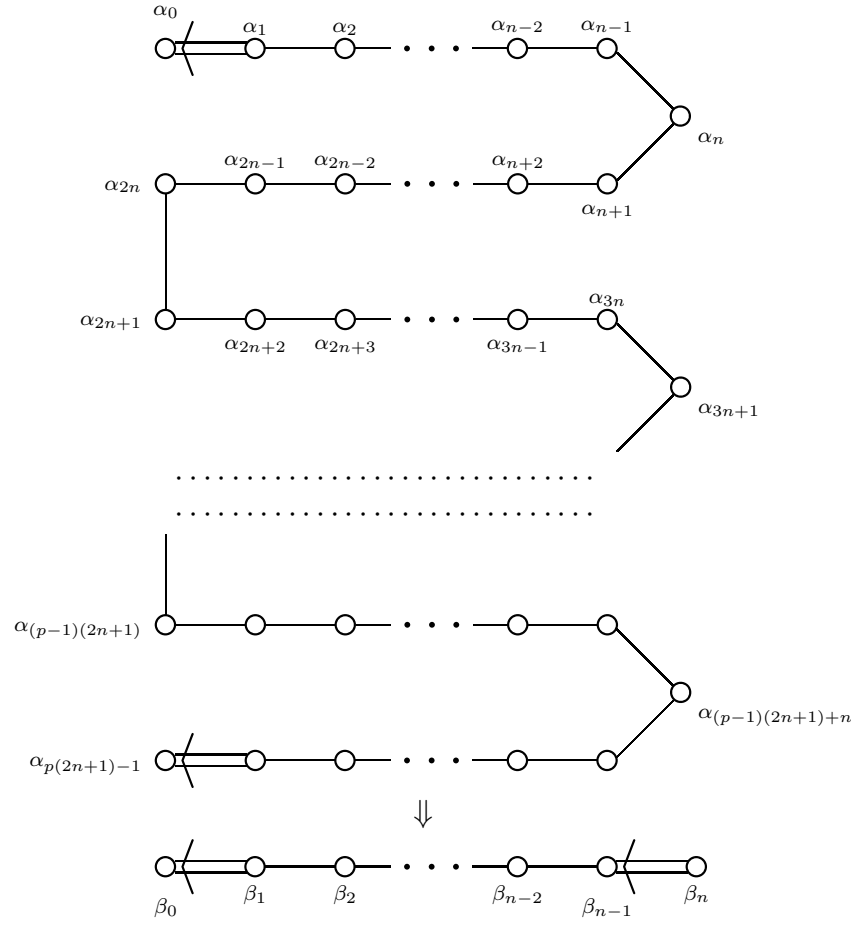 α₀
α₁ α₂ · · · αₙ₋₂ αₙ₋₁
αₙ
α₂ₙ α₂ₙ₋₁ α₂ₙ₋₂ · · · αₙ₊₂
αₙ₊₁
α₃ₙ
α₂ₙ₊₁
α₂ₙ₊₂ α₂ₙ₊₃ · · · α₃ₙ₋₁
α₃ₙ₊₁
α₍ₚ₋₁₎₍₂ₙ₊₁₎ · · ·
α₍ₚ₋₁₎₍₂ₙ₊₁₎₊ₙ
αₚ₍₂ₙ₊₁₎₋₁ · · ·
⇓
β₀ β₁ β₂ · · · βₙ₋₂ βₙ₋₁ βₙ